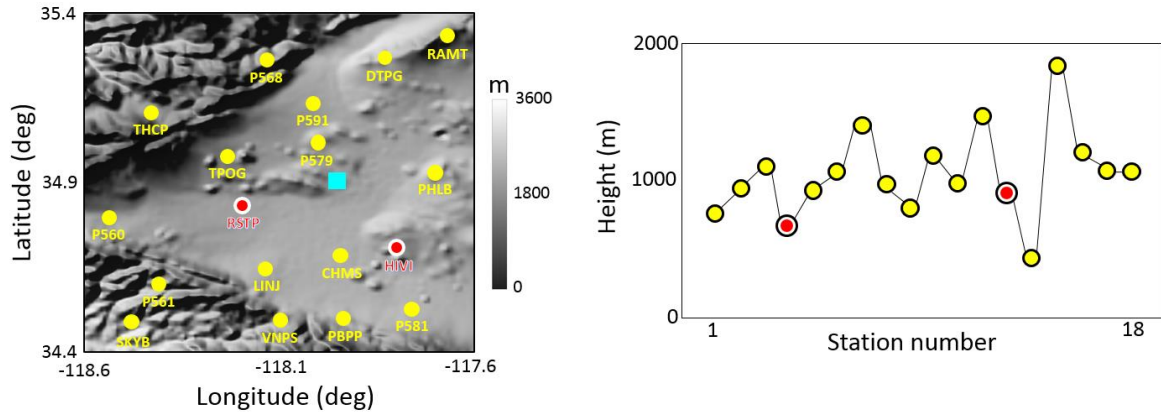 35.4
34.9
34.4
Latitude (deg)
-118.6
-118.1
-117.6
Longitude (deg)
RAMT
P568
DTPG
THCP
P591
P579
TPOG
PHLB
RSTP
P560
HIVI
CHMS
LINJ
P561
P581
SKYB
VNPS
PBPP
m
3600
1800
0
2000
1000
0
Height (m)
1
18
Station number